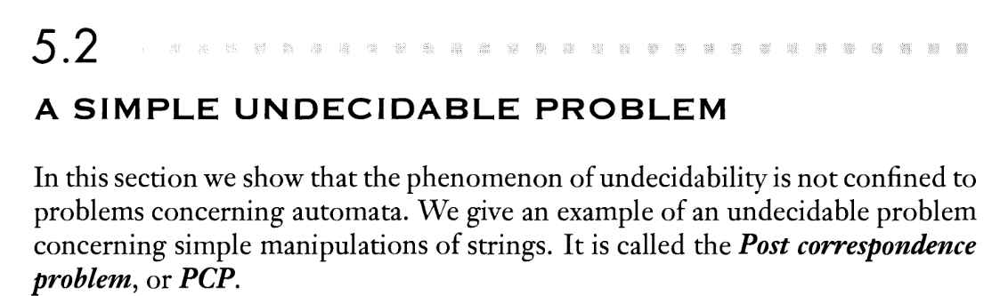 5.2
A SIMPLE UNDECIDABLE PROBLEM
In this section we show that the phenomenon of undecidability is not confined to
problems concerning automata. We give an example of an undecidable problem
concerning simple manipulations of strings. It is called the Post correspondence
problem, or PCP.